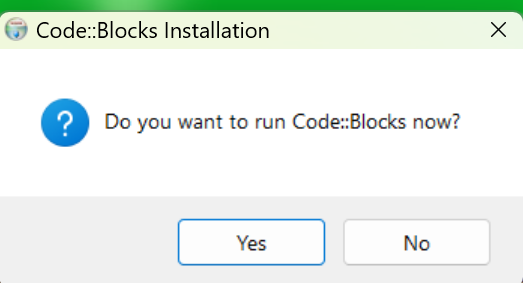 Code::Blocks Installation
Do you want to run Code::Blocks now?
Yes
No